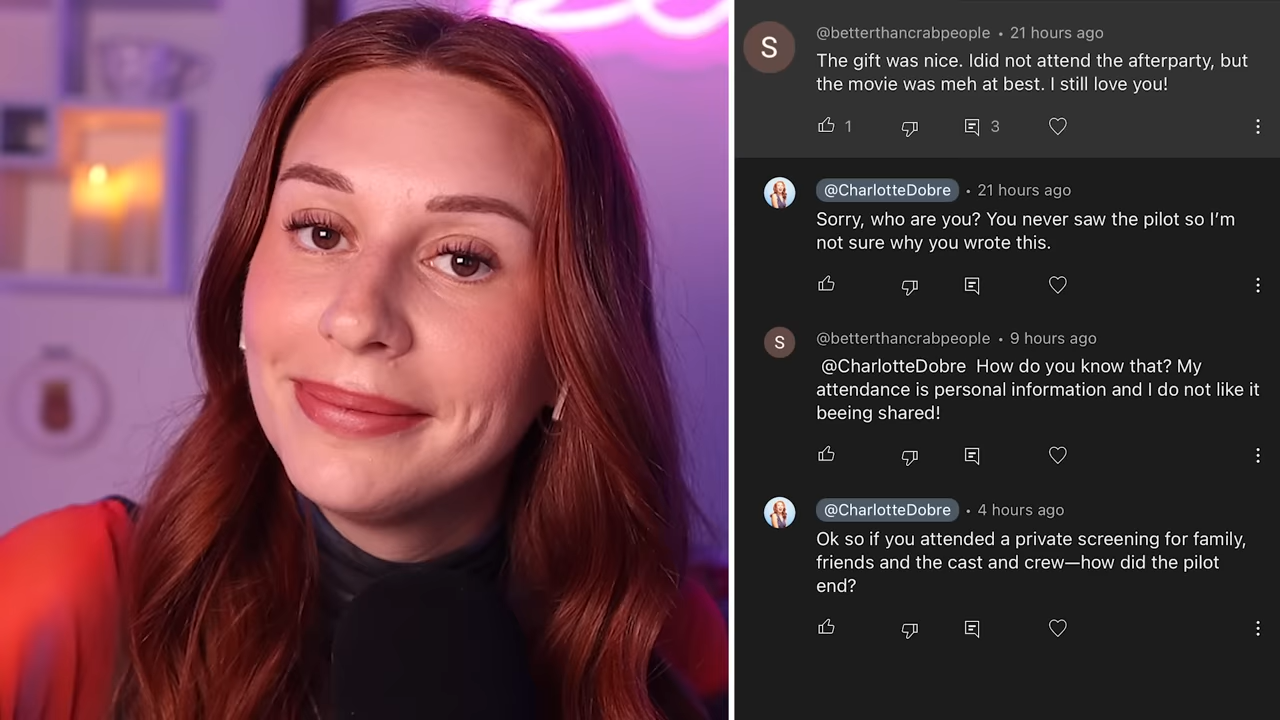 S
@betterthancrabpeople • 21 hours ago
The gift was nice. Idid not attend the afterparty, but
the movie was meh at best. I still love you!
1
3
@CharlotteDobre • 21 hours ago
Sorry, who are you? You never saw the pilot so I’m
not sure why you wrote this.
S
@betterthancrabpeople • 9 hours ago
@CharlotteDobre How do you know that? My
attendance is personal information and I do not like it
beeing shared!
@CharlotteDobre • 4 hours ago
Ok so if you attended a private screening for family,
friends and the cast and crew—how did the pilot
end?